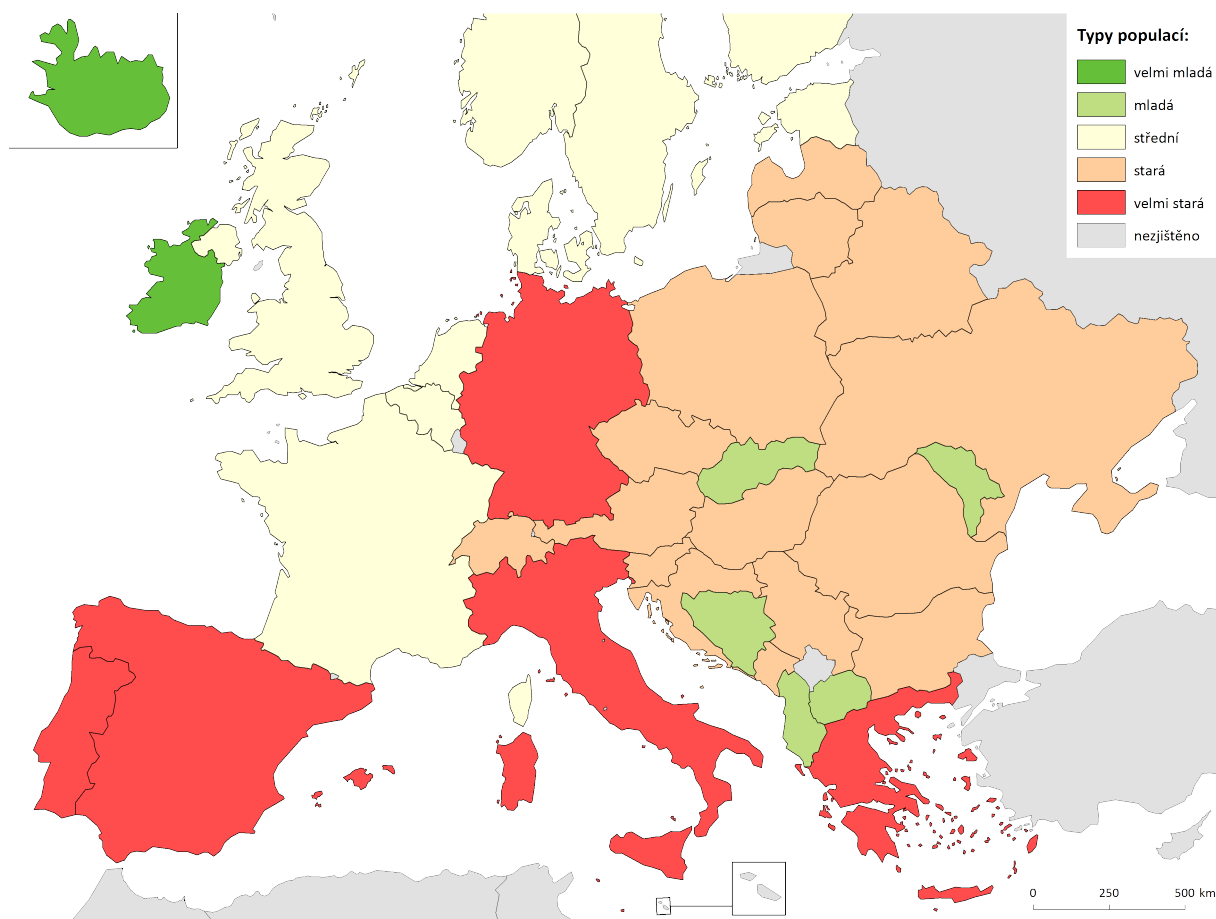 Typy populací:
velmi mladá
mladá
střední
stará
velmi stará
nezjištěno
0 250 500 km